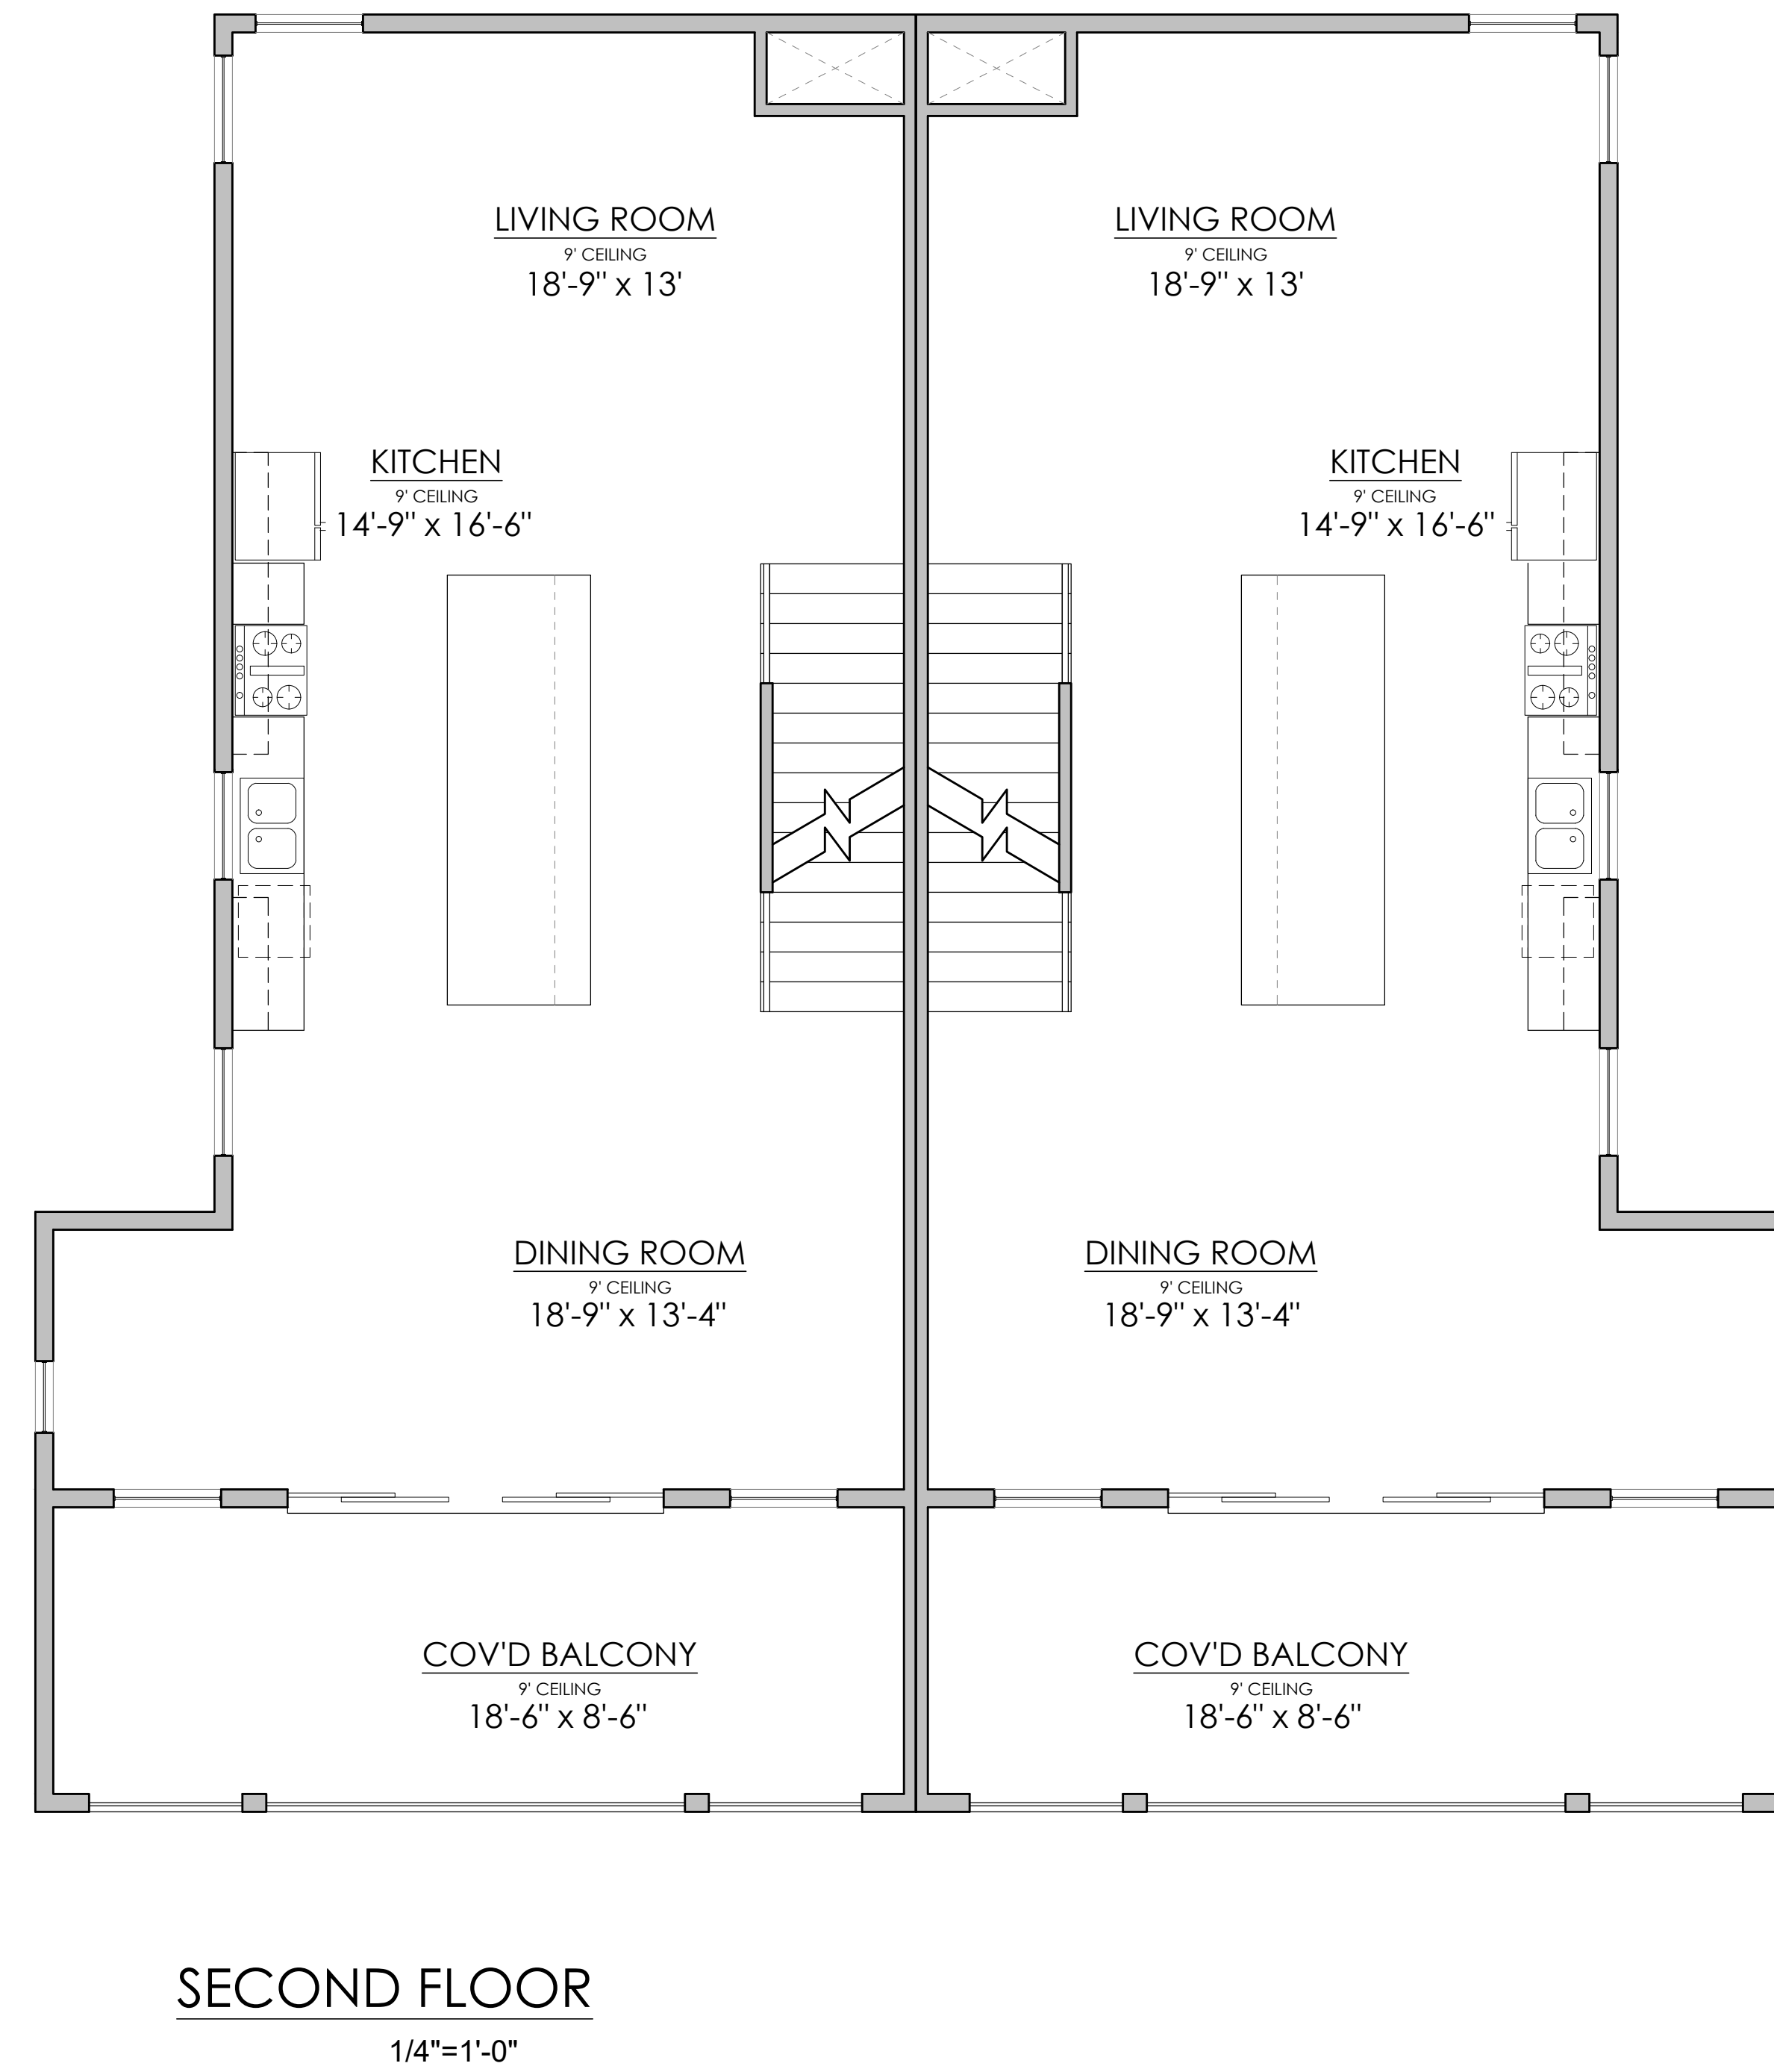 LIVING ROOM
9' CEILING
18'-9" x 13'
LIVING ROOM
9' CEILING
18'-9" x 13'
KITCHEN
9' CEILING
14'-9" x 16'-6"
KITCHEN
9' CEILING
14'-9" x 16'-6"
DINING ROOM
9' CEILING
18'-9" x 13'-4"
DINING ROOM
9' CEILING
18'-9" x 13'-4"
COV'D BALCONY
9' CEILING
18'-6" x 8'-6"
COV'D BALCONY
9' CEILING
18'-6" x 8'-6"
SECOND FLOOR
1/4"=1'-0"